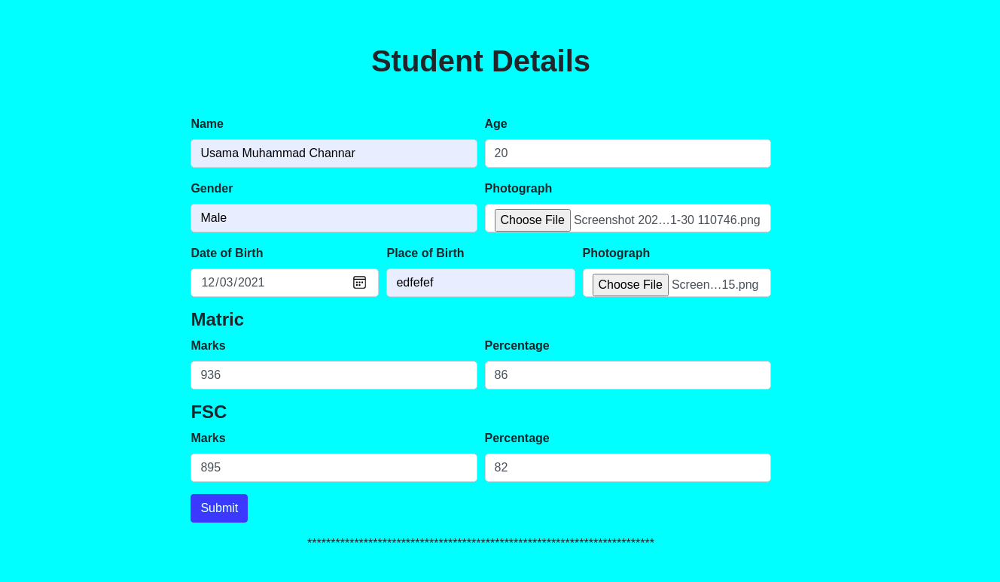 Student Details
Name Age
Usama Muhammad Channar 20
Gender Photograph
Male Choose File Screenshot 202…1-30 110746.png
Date of Birth Place of Birth Photograph
12/03/2021 edfefef Choose File Screen…15.png
Matric
Marks Percentage
936 86
FSC
Marks Percentage
895 82
Submit
**************************************************************************